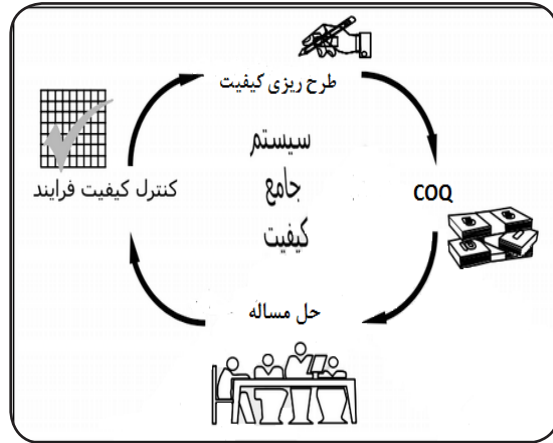 طرح ریزی کیفیت
سیستم
جامع
کیفیت
COQ
حل مساله
کنترل کیفیت فرایند